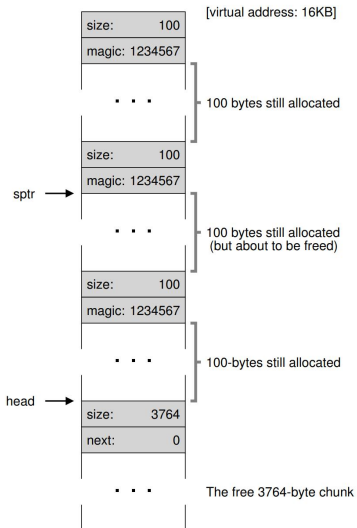 [virtual address: 16KB]
size: 100
magic: 1234567
. . .
100 bytes still allocated
size: 100
magic: 1234567
sptr
. . .
100 bytes still allocated
(but about to be freed)
size: 100
magic: 1234567
. . .
100-bytes still allocated
head
size: 3764
next: 0
. . .
The free 3764-byte chunk